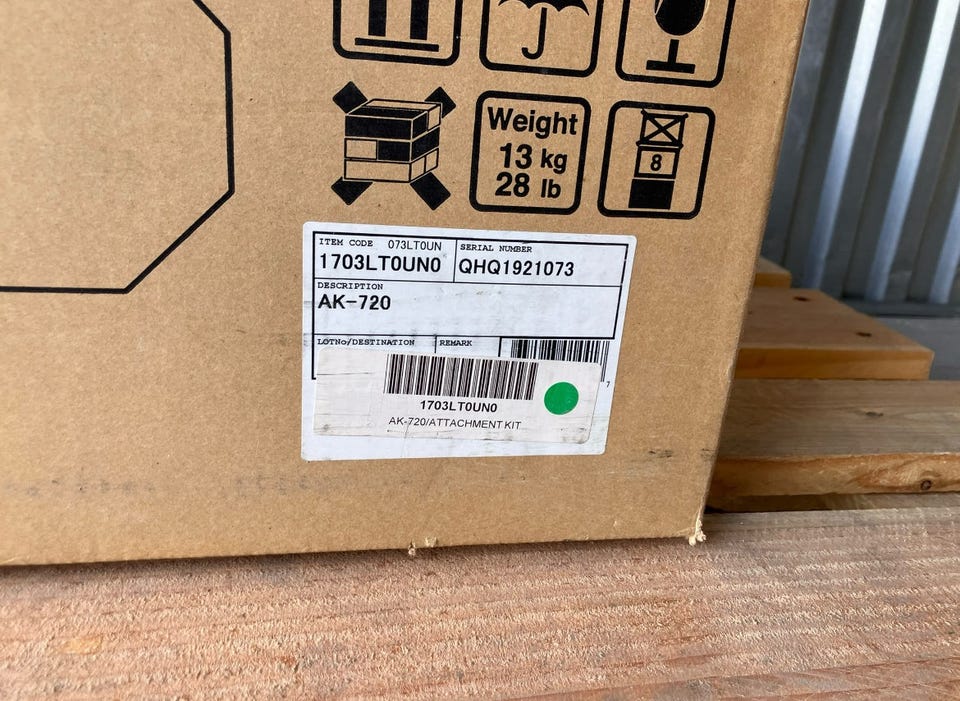 Weight
13 kg
28 lb
8
ITEM CODE 073LT0UN
1703LT0UN0
SERIAL NUMBER
QHQ1921073
DESCRIPTION
AK-720
LOTNo/DESTINATION
REMARK
7
1703LT0UN0
AK-720/ATTACHMENT KIT